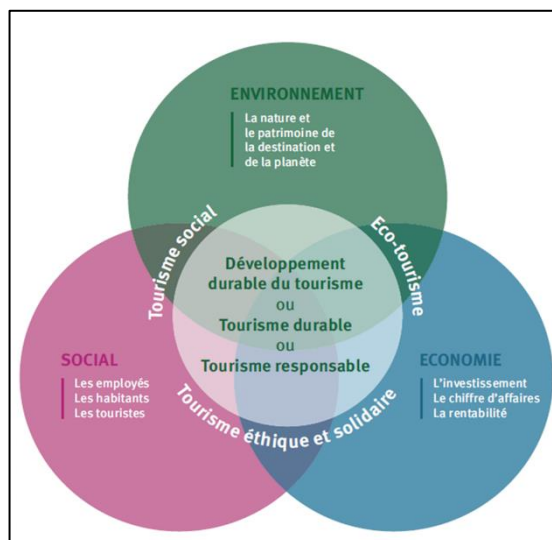 ENVIRONNEMENT
La nature et
le patrimoine de
la destination et
de la planète
Tourisme social
Eco-tourisme
Développement
durable du tourisme
ou
Tourisme durable
ou
Tourisme responsable
SOCIAL
Les employés
Les habitants
Les touristes
ECONOMIE
L'investissement
Le chiffre d'affaires
La rentabilité
Tourisme éthique et solidaire